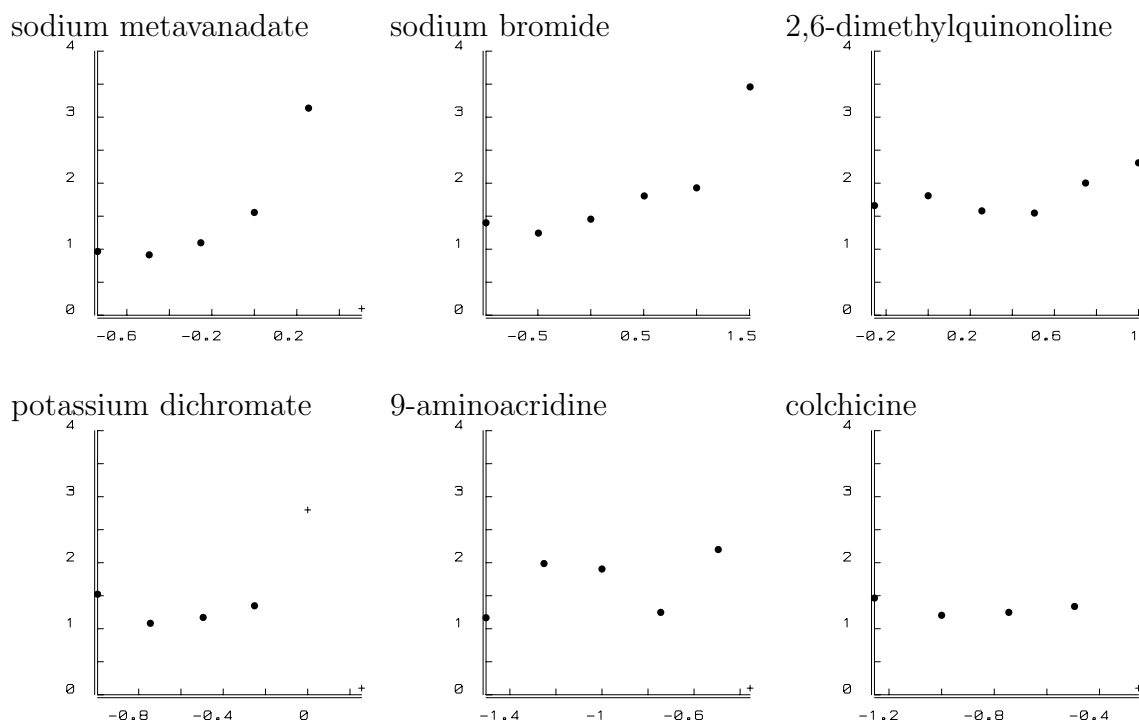 sodium metavanadate sodium bromide 2,6-dimethylquinonoline
4 4 4
3 3 3
2 2 2
1 1 1
0 0 0
-0.6 -0.2 0.2 -0.5 0.5 1.5 -0.2 0.2 0.6 1
potassium dichromate 9-aminoacridine colchicine
4 4 4
3 3 3
2 2 2
1 1 1
0 0 0
-0.8 -0.4 0 -1.4 -1 -0.6 -1.2 -0.8 -0.4